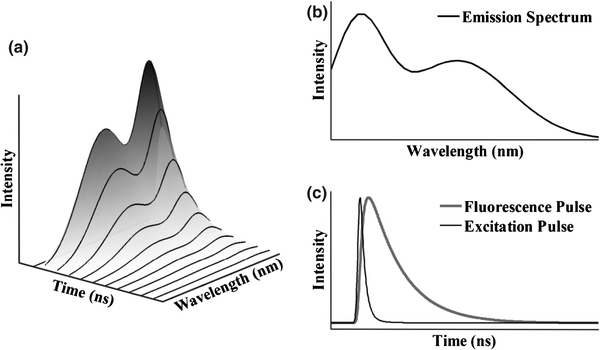 (a)
Intensity
Time (ns)
Wavelength (nm)
(b)
Emission Spectrum
Intensity
Wavelength (nm)
(c)
Fluorescence Pulse
Excitation Pulse
Intensity
Time (ns)